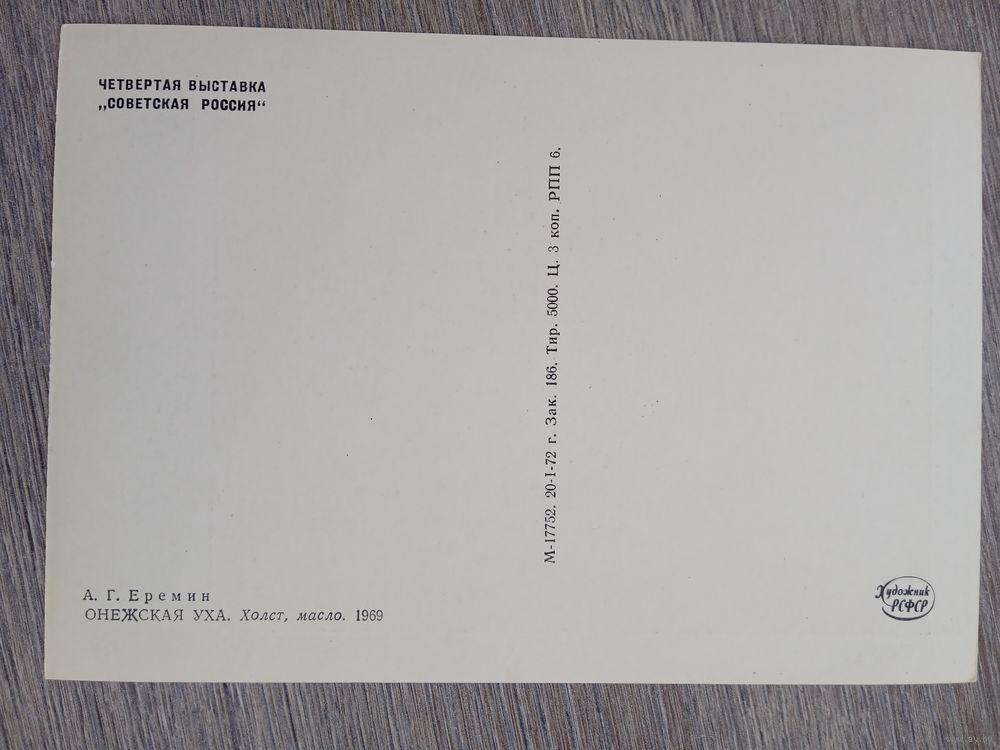 ЧЕТВЕРТАЯ ВЫСТАВКА
„СОВЕТСКАЯ РОССИЯ“
М-17752. 20-I-72 г. Зак. 186. Тир. 5000. Ц. 3 коп. РПП 6.
А. Г. Еремин
ОНЕЖСКАЯ УХА. Холст, масло. 1969
Художник
РСФСР